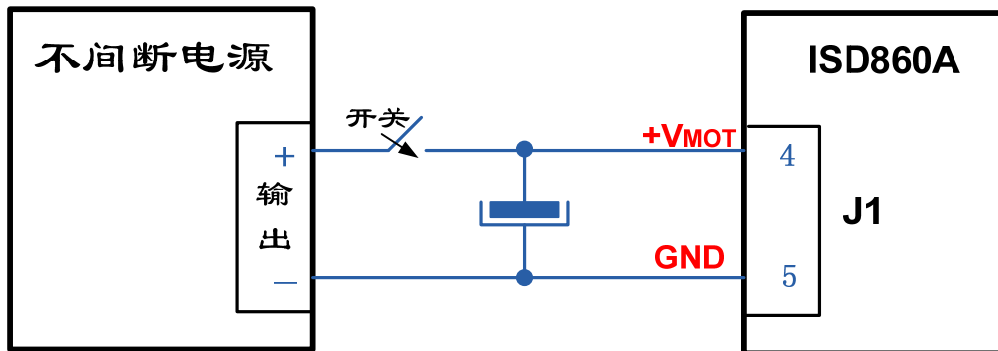 不间断电源
ISD860A
开关
+VMOT
+
4
输
出
J1
GND
—
5